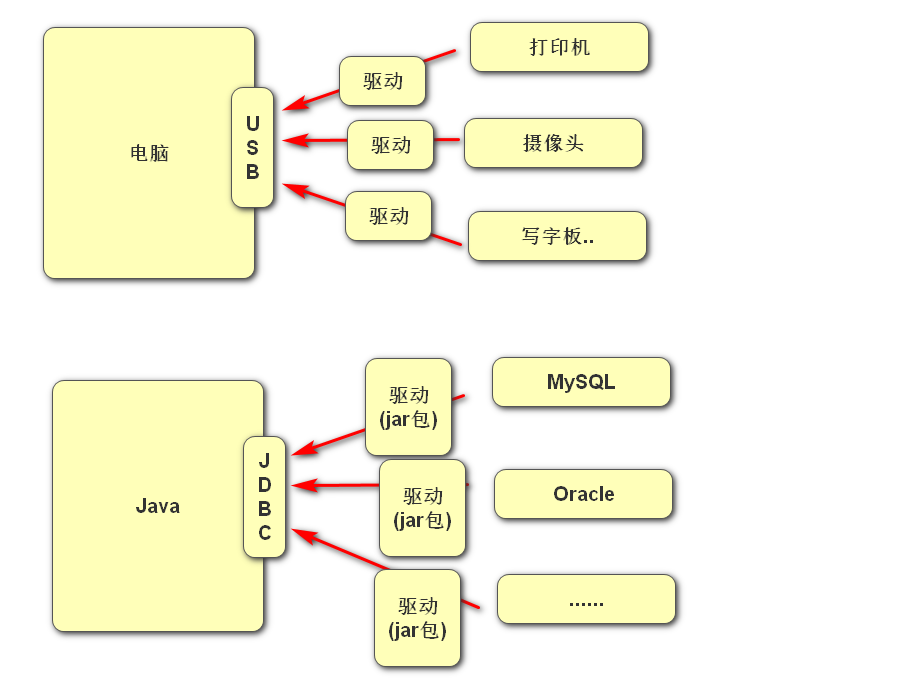 打印机
驱动
电脑
U
S
B
驱动
摄像头
驱动
写字板..
MySQL
驱动
(jar包)
Java
J
D
B
C
驱动
(jar包)
Oracle
驱动
(jar包)
......